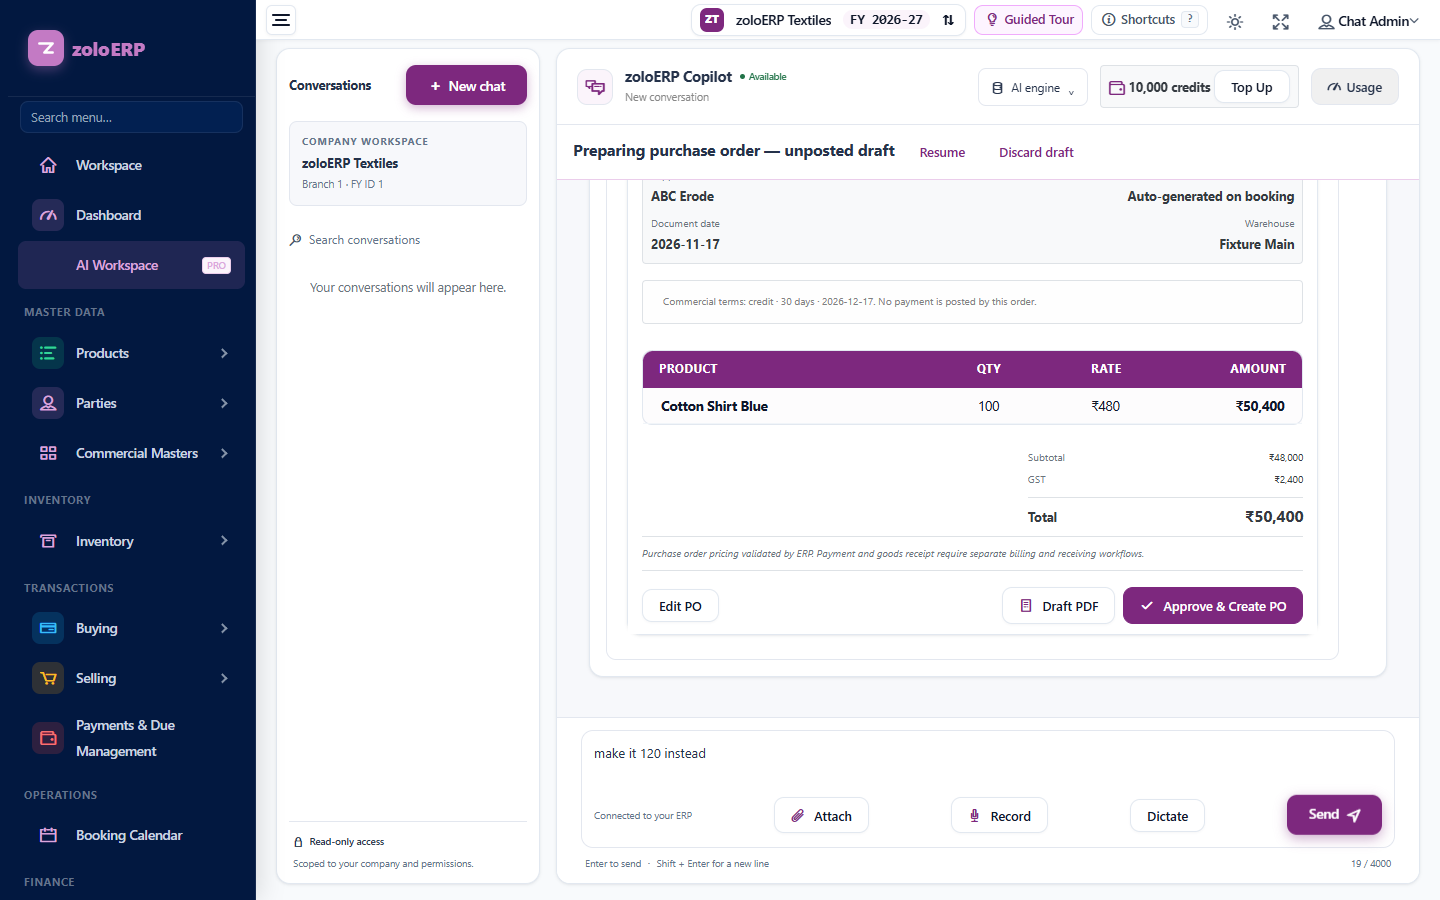 zoloERP
Search menu...
Workspace
Dashboard
AI Workspace PRO
MASTER DATA
Products
Parties
Commercial Masters
INVENTORY
Inventory
TRANSACTIONS
Buying
Selling
Payments & Due
Management
OPERATIONS
Booking Calendar
FINANCE
ZT zoloERP Textiles FY 2026-27
Guided Tour
Shortcuts ?
Chat Admin
Conversations
+ New chat
COMPANY WORKSPACE
zoloERP Textiles
Branch 1 · FY ID 1
Search conversations
Your conversations will appear here.
Read-only access
Scoped to your company and permissions.
zoloERP Copilot Available
New conversation
AI engine
10,000 credits Top Up
Usage
Preparing purchase order — unposted draft Resume Discard draft
ABC Erode Auto-generated on booking
Document date Warehouse
2026-11-17 Fixture Main
Commercial terms: credit · 30 days · 2026-12-17. No payment is posted by this order.
PRODUCT QTY RATE AMOUNT
Cotton Shirt Blue 100 ₹480 ₹50,400
Subtotal ₹48,000
GST ₹2,400
Total ₹50,400
Purchase order pricing validated by ERP. Payment and goods receipt require separate billing and receiving workflows.
Edit PO Draft PDF Approve & Create PO
make it 120 instead
Connected to your ERP Attach Record Dictate Send
Enter to send · Shift + Enter for a new line 19 / 4000